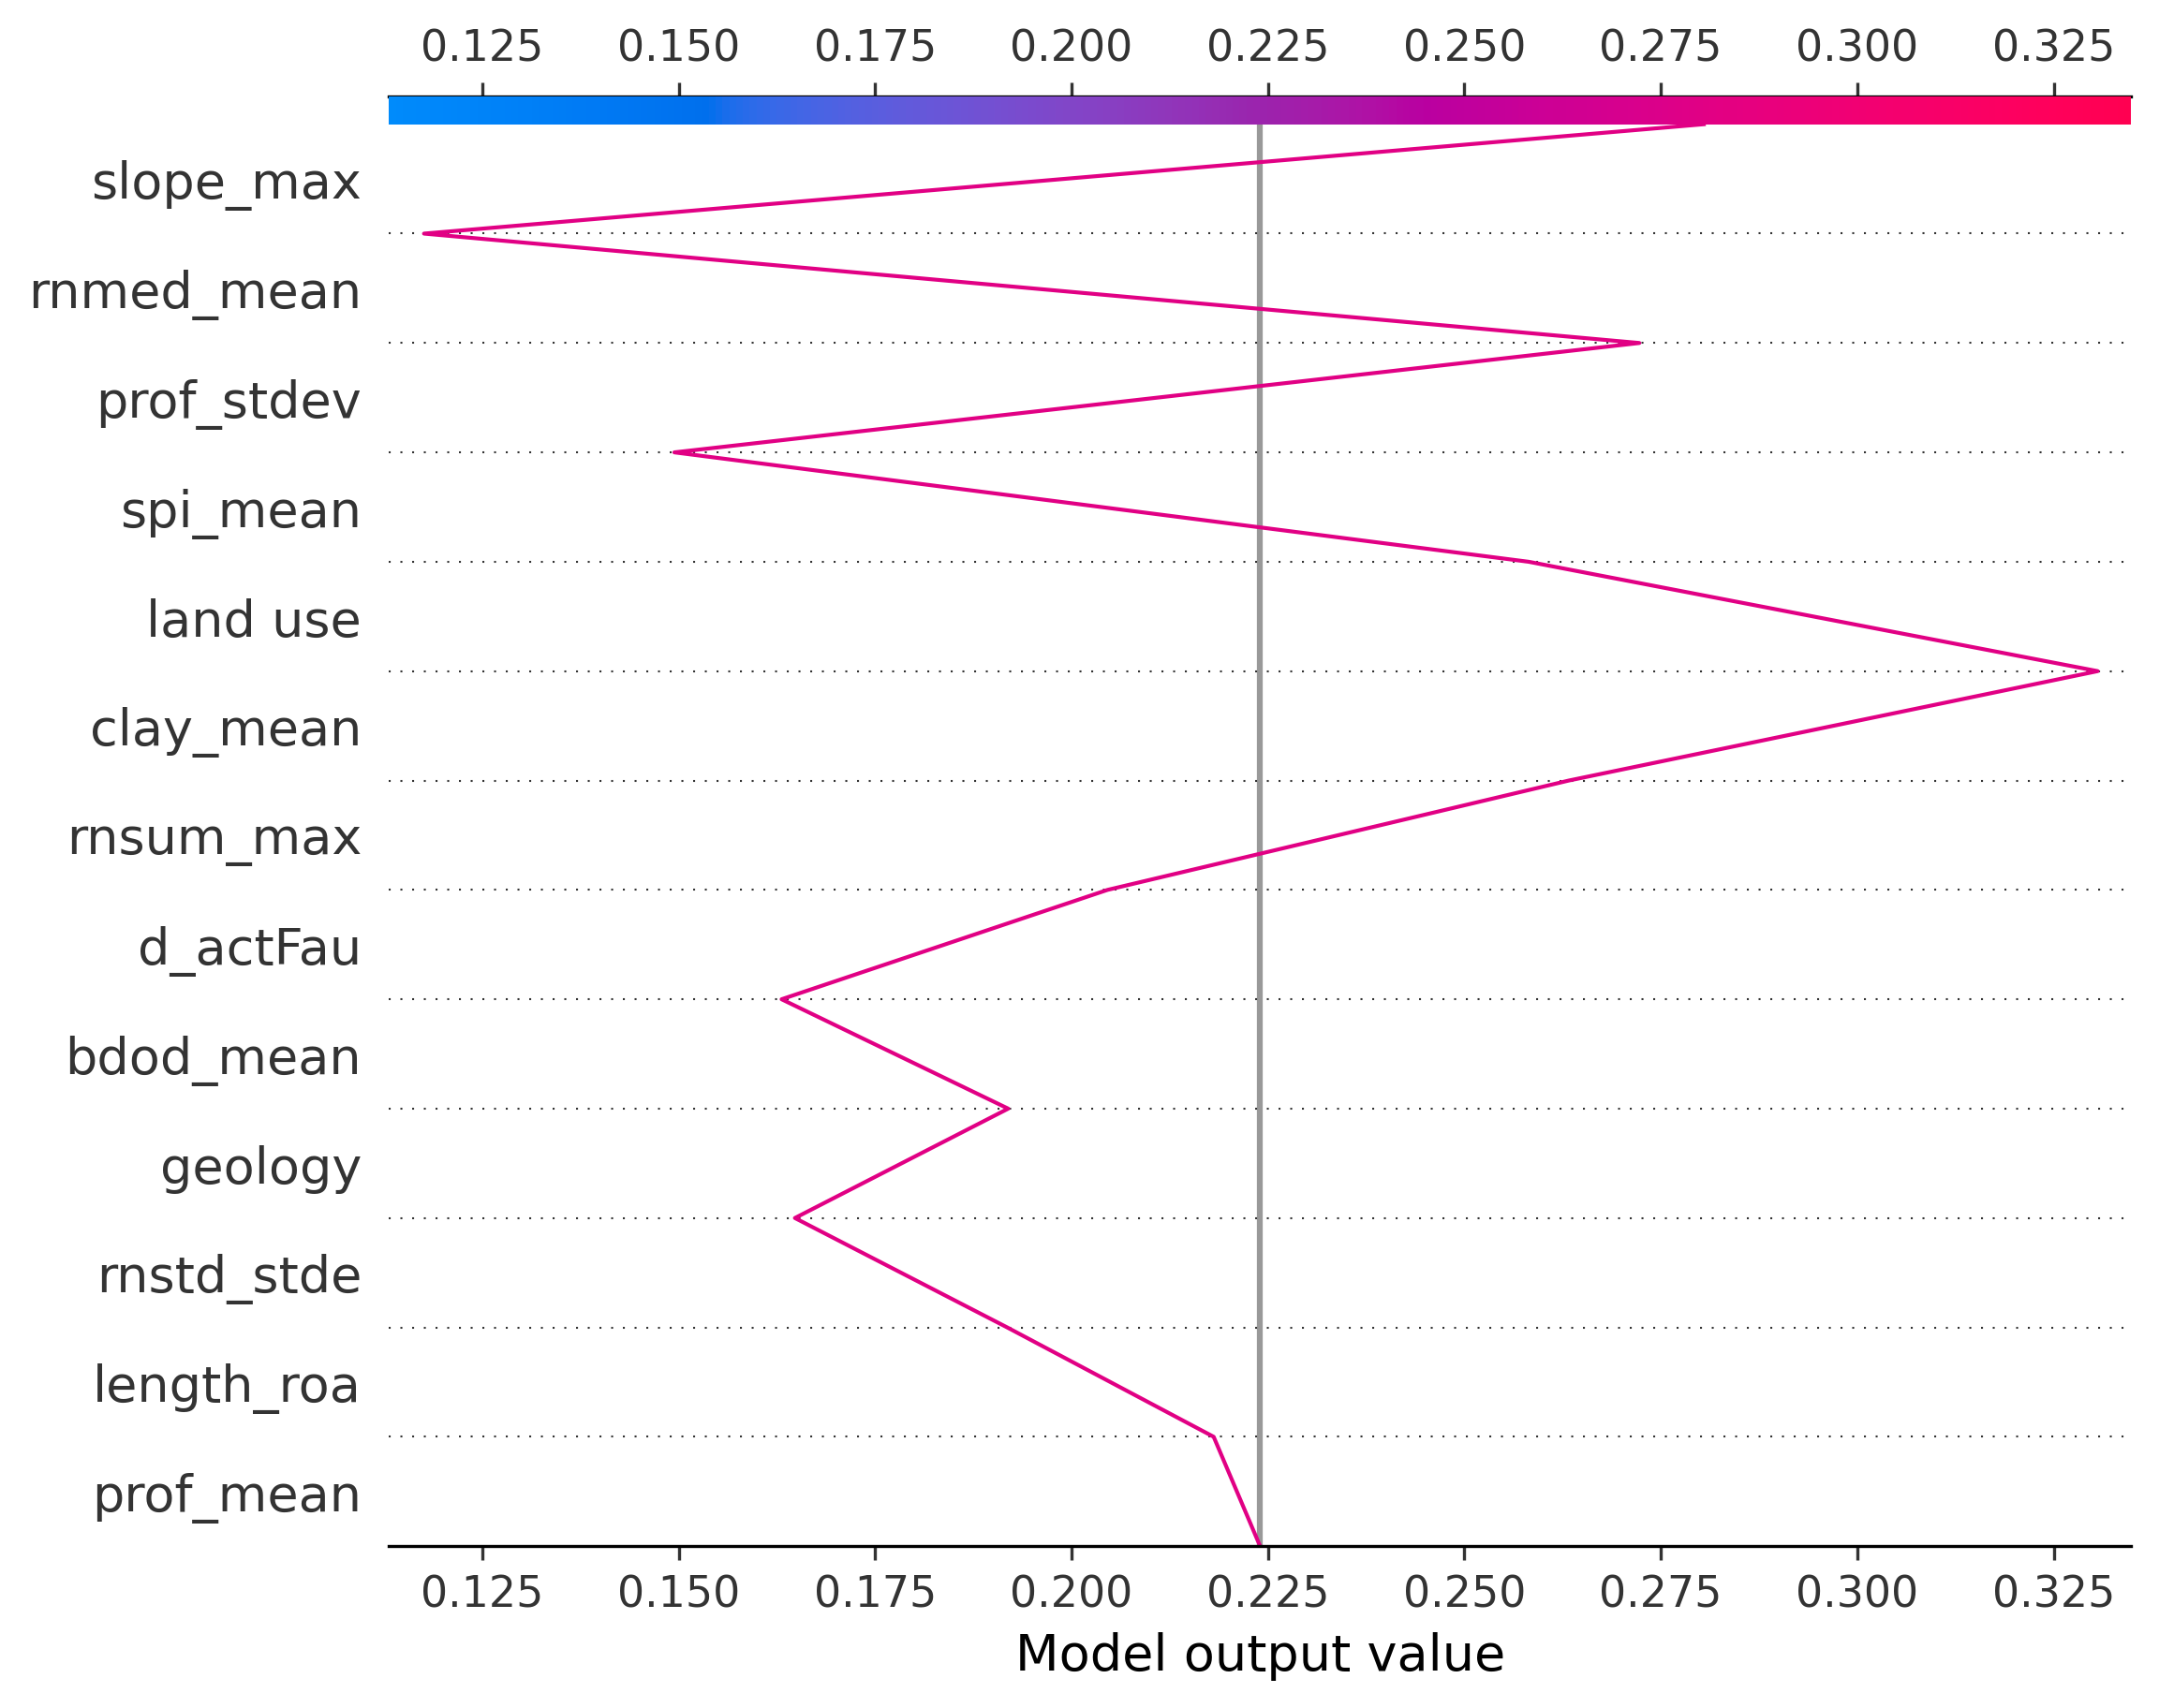 0.125 0.150 0.175 0.200 0.225 0.250 0.275 0.300 0.325
slope_max
rnmed_mean
prof_stdev
spi_mean
land use
clay_mean
rnsum_max
d_actFau
bdod_mean
geology
rnstd_stde
length_roa
prof_mean
0.125 0.150 0.175 0.200 0.225 0.250 0.275 0.300 0.325
Model output value